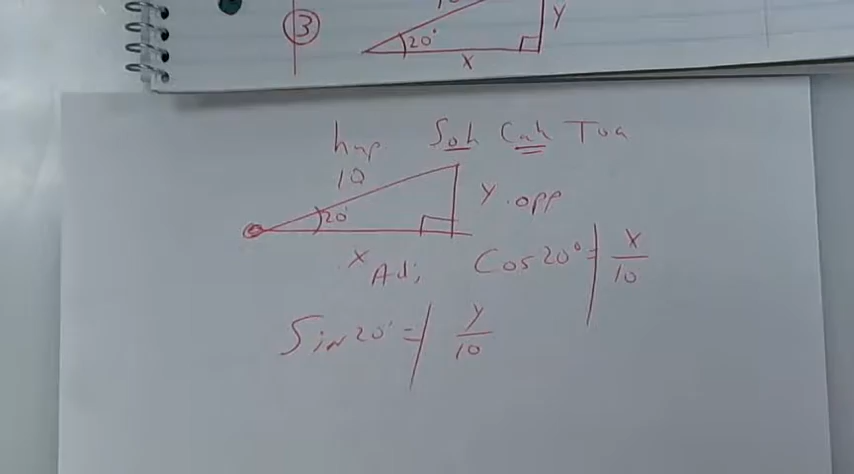 3
20°
Y
X
hyp Soh Cah Toa
10
20°
Y . opp
X Adj
Cos 20° = X/10
Sin 20° = Y/10